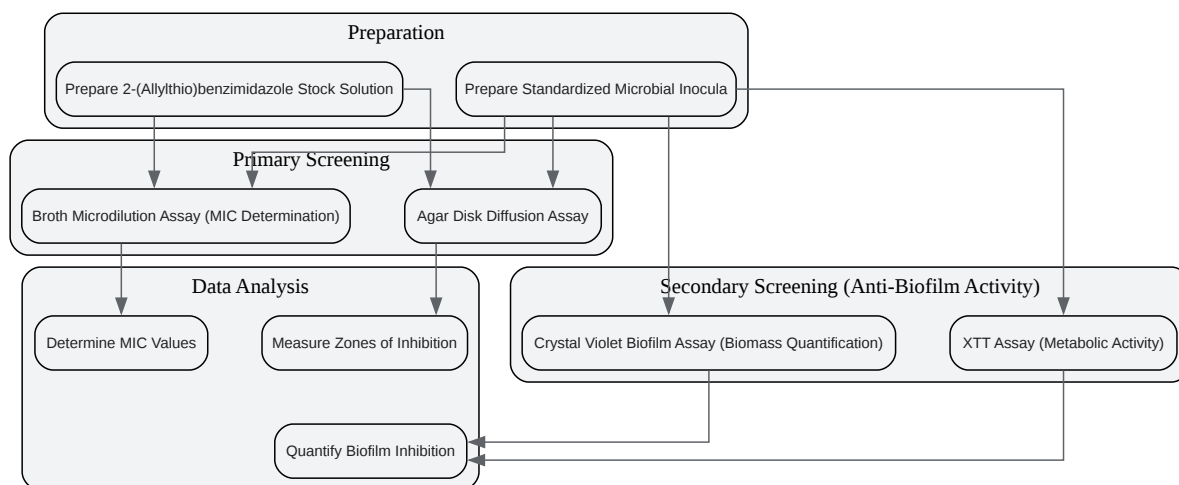 Preparation
Prepare 2-(Allylthio)benzimidazole Stock Solution
Prepare Standardized Microbial Inocula
Primary Screening
Broth Microdilution Assay (MIC Determination)
Agar Disk Diffusion Assay
Data Analysis
Secondary Screening (Anti-Biofilm Activity)
Determine MIC Values
Measure Zones of Inhibition
Crystal Violet Biofilm Assay (Biomass Quantification)
XTT Assay (Metabolic Activity)
Quantify Biofilm Inhibition